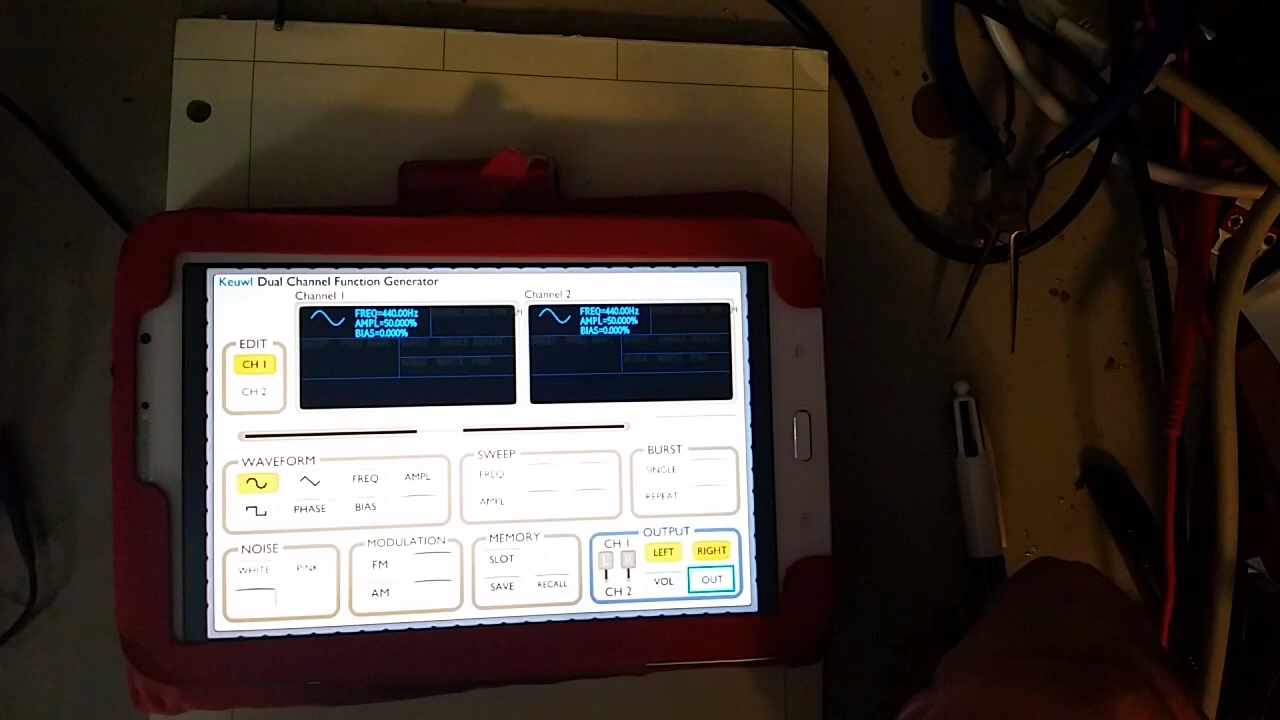 Keuwl Dual Channel Function Generator
Channel 1
Channel 2
FREQ=440.00Hz
AMPL=50.000%
BIAS=0.000%
FREQ=440.00Hz
AMPL=50.000%
BIAS=0.000%
EDIT
CH 1
CH 2
WAVEFORM
FREQ
AMPL
PHASE
BIAS
SWEEP
FREQ
AMPL
BURST
SINGLE
REPEAT
NOISE
WHITE
PINK
MODULATION
FM
AM
MEMORY
SLOT
SAVE
RECALL
OUTPUT
CH 1
LEFT
RIGHT
CH 2
VOL
OUT